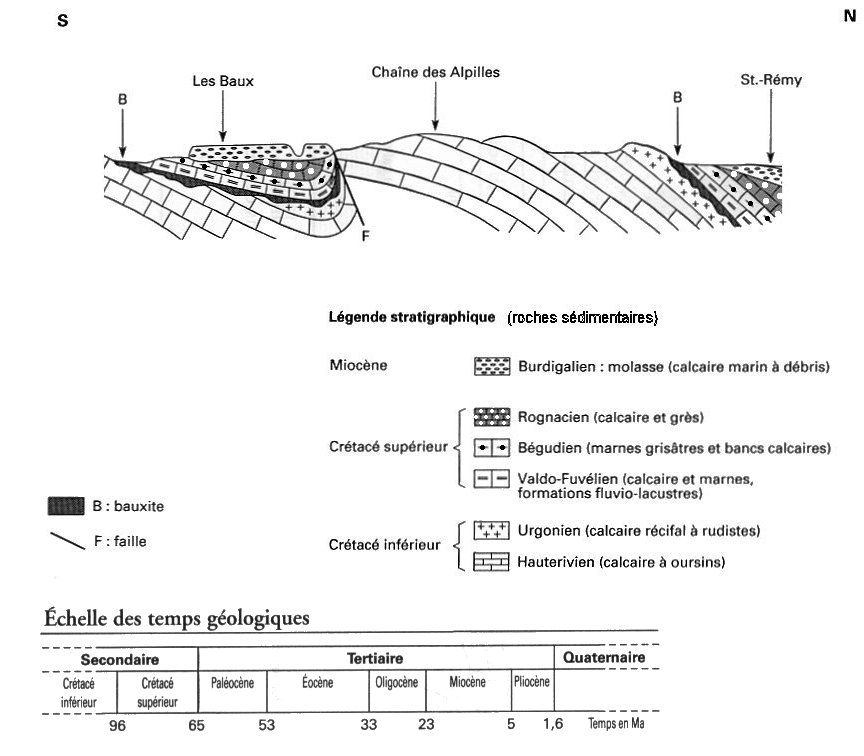 S N
Les Baux Chaîne des Alpilles St.-Rémy
B B
F
Légende stratigraphique (roches sédimentaires)
Miocène Burdigalien : molasse (calcaire marin à débris)
Rognacien (calcaire et grès)
Crétacé supérieur Bégudien (marnes grisâtres et bancs calcaires)
Valdo-Fuvélien (calcaire et marnes,
formations fluvio-lacustres)
B : bauxite
F : faille
Crétacé inférieur Urgonien (calcaire récifal à rudistes)
Hauterivien (calcaire à oursins)
Échelle des temps géologiques
Secondaire Tertiaire Quaternaire
Crétacé inférieur Crétacé supérieur Paléocène Éocène Oligocène Miocène Pliocène
96 65 53 33 23 5 1,6 Temps en Ma